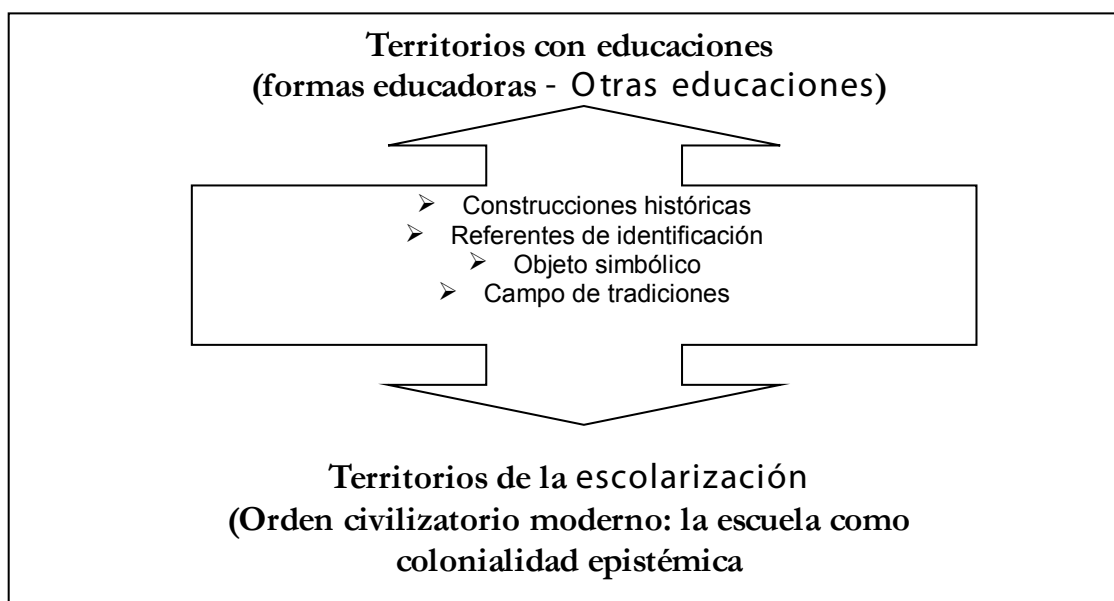 Territorios con educaciones
(formas educadoras - Otras educaciones)
➢ Construcciones históricas
➢ Referentes de identificación
➢ Objeto simbólico
➢ Campo de tradiciones
Territorios de la escolarización
(Orden civilizatorio moderno: la escuela como
colonialidad epistémica